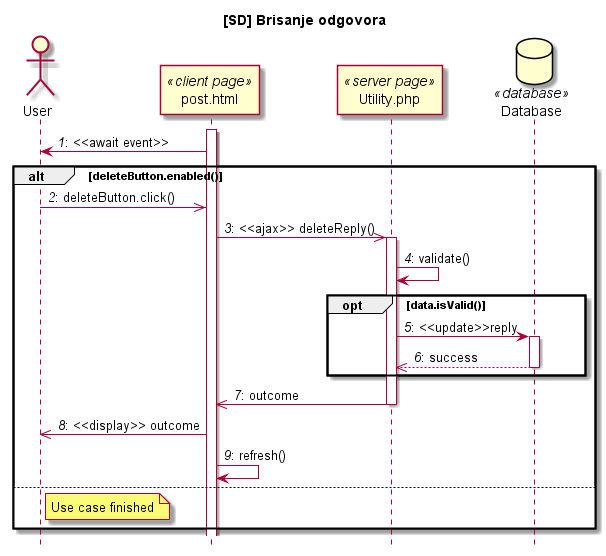 [SD] Brisanje odgovora
User
«client page»
post.html
«server page»
Utility.php
«database»
Database
1: <<await event>>
alt [deleteButton.enabled()]
2: deleteButton.click()
3: <<ajax>> deleteReply()
4: validate()
opt [data.isValid()]
5: <<update>>reply
6: success
7: outcome
8: <<display>> outcome
9: refresh()
Use case finished